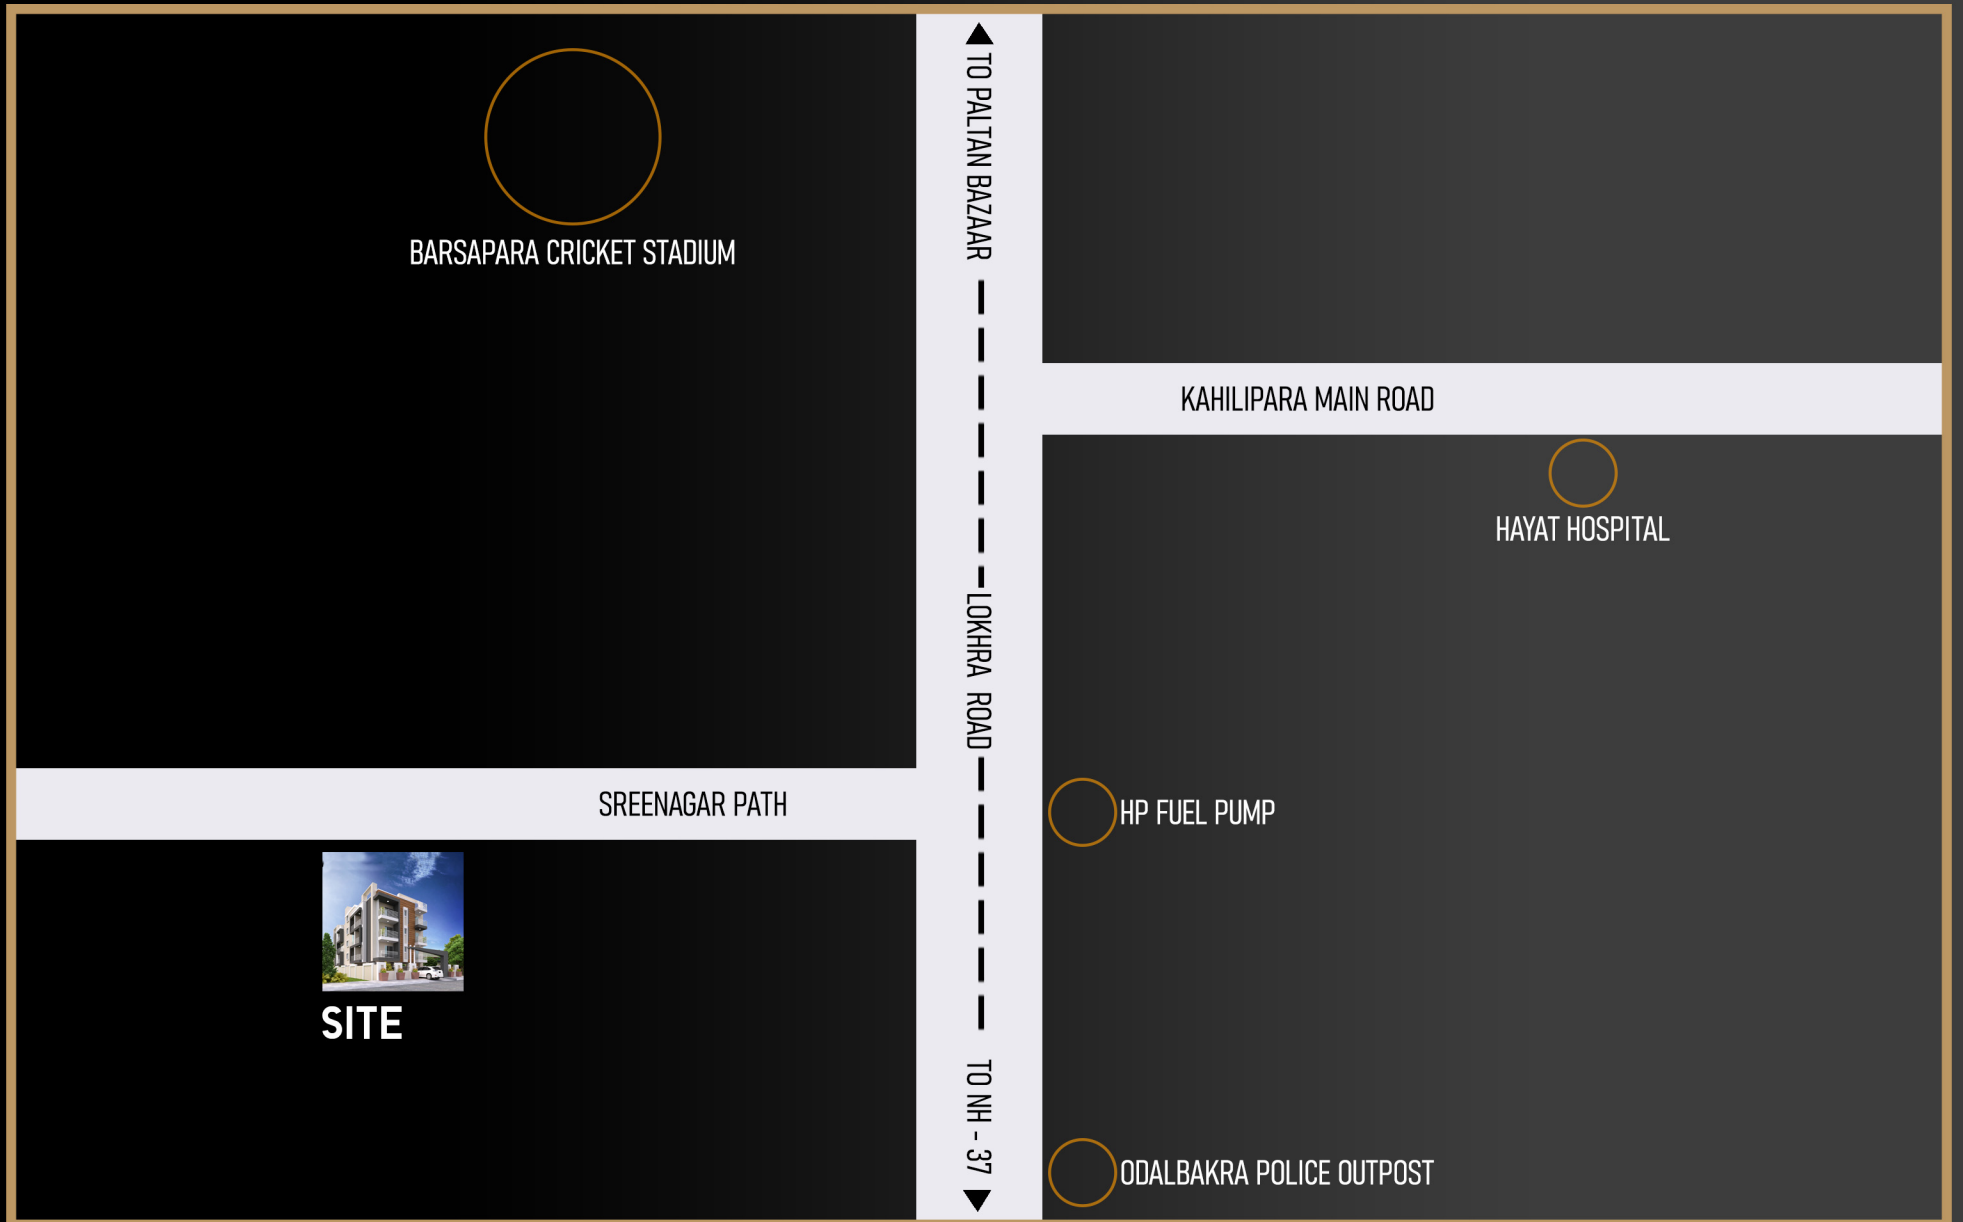 TO PALTAN BAZAAR
BARSAPARA CRICKET STADIUM
KAHILIPARA MAIN ROAD
HAYAT HOSPITAL
LOKHRA ROAD
SREENAGAR PATH
HP FUEL PUMP
SITE
TO NH - 37
ODALBAKRA POLICE OUTPOST